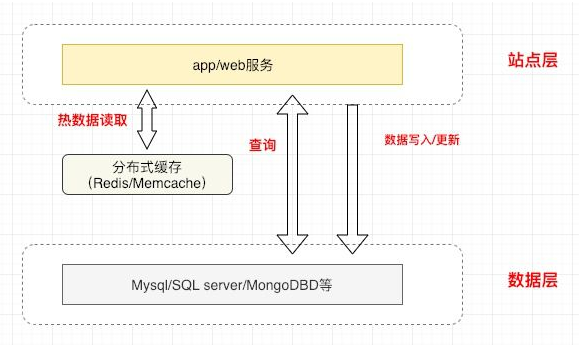 app/web服务
站点层
热数据读取
查询
数据写入/更新
分布式缓存
（Redis/Memcache）
Mysql/SQL server/MongoDBD等
数据层